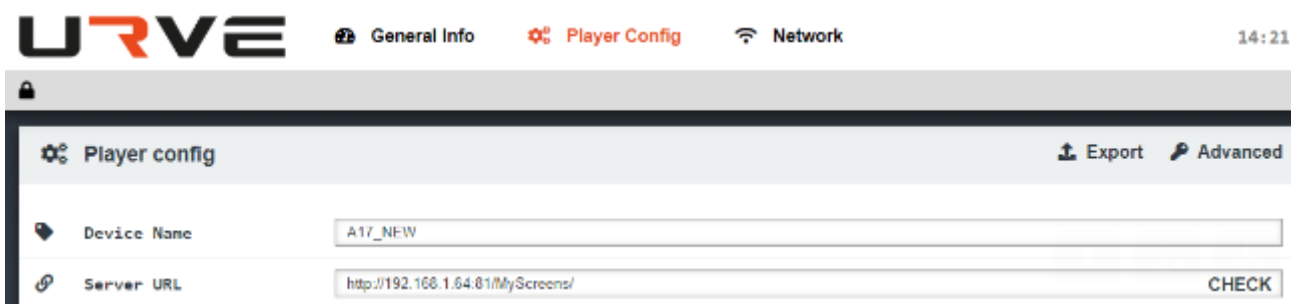 URVE General Info Player Config Network 14:21
Player config Export Advanced
Device Name A17_NEW
Server URL http://192.168.1.64:81/MyScreens/ CHECK